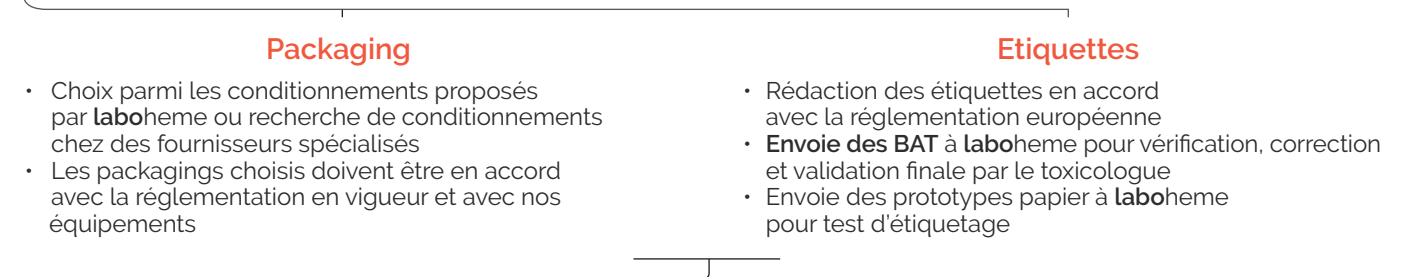 Packaging
• Choix parmi les conditionnements proposés
par laboheme ou recherche de conditionnements
chez des fournisseurs spécialisés
• Les packagings choisis doivent être en accord
avec la réglementation en vigueur et avec nos
équipements
Etiquettes
• Rédaction des étiquettes en accord
avec la réglementation européenne
• Envoie des BAT à laboheme pour vérification, correction
et validation finale par le toxicologue
• Envoie des prototypes papier à laboheme
pour test d’étiquetage